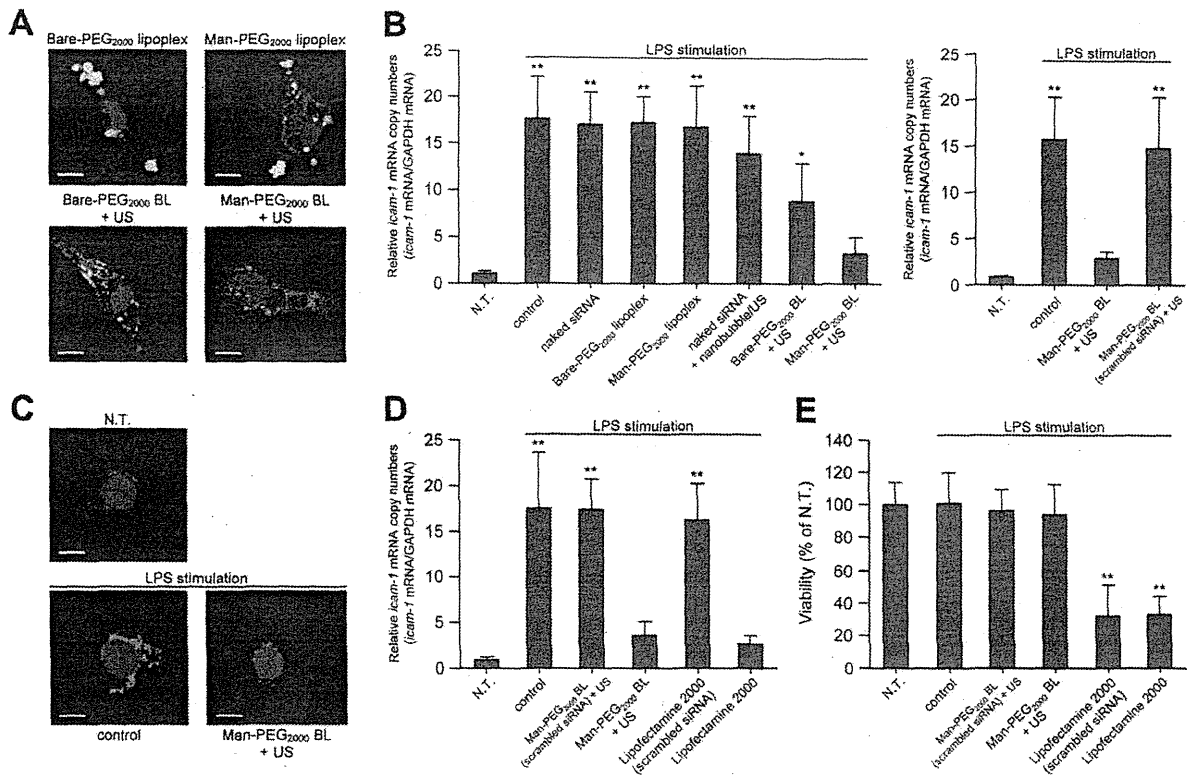 A
Bare-PEG2000 lipoplex
Man-PEG2000 lipoplex
Bare-PEG2000 BL
+ US
Man-PEG2000 BL
+ US
B
LPS stimulation
Relative icam-1 mRNA copy numbers
(icam-1 mRNA/GAPDH mRNA)
25
20
15
10
5
0
**
**
**
**
**
*
N.T.
control
naked siRNA
Bare-PEG2000 lipoplex
Man-PEG2000 lipoplex
naked siRNA
+ nanobubble/US
Bare-PEG2000 BL
+ US
Man-PEG2000 BL
+ US
LPS stimulation
Relative icam-1 mRNA copy numbers
(icam-1 mRNA/GAPDH mRNA)
25
20
15
10
5
0
**
**
N.T.
control
Man-PEG2000 BL
+ US
Man-PEG2000 BL
(scrambled siRNA) + US
C
N.T.
LPS stimulation
control
Man-PEG2000 BL
+ US
D
LPS stimulation
Relative icam-1 mRNA copy numbers
(icam-1 mRNA/GAPDH mRNA)
25
20
15
10
5
0
**
**
**
N.T.
control
Man-PEG2000 BL
(scrambled siRNA) + US
Man-PEG2000 BL
+ US
Lipofectamine 2000
(scrambled siRNA)
Lipofectamine 2000
E
LPS stimulation
Viability (% of N.T.)
140
120
100
80
60
40
20
0
**
**
N.T.
control
Man-PEG2000 BL
(scrambled siRNA) + US
Man-PEG2000 BL
+ US
Lipofectamine 2000
(scrambled siRNA)
Lipofectamine 2000